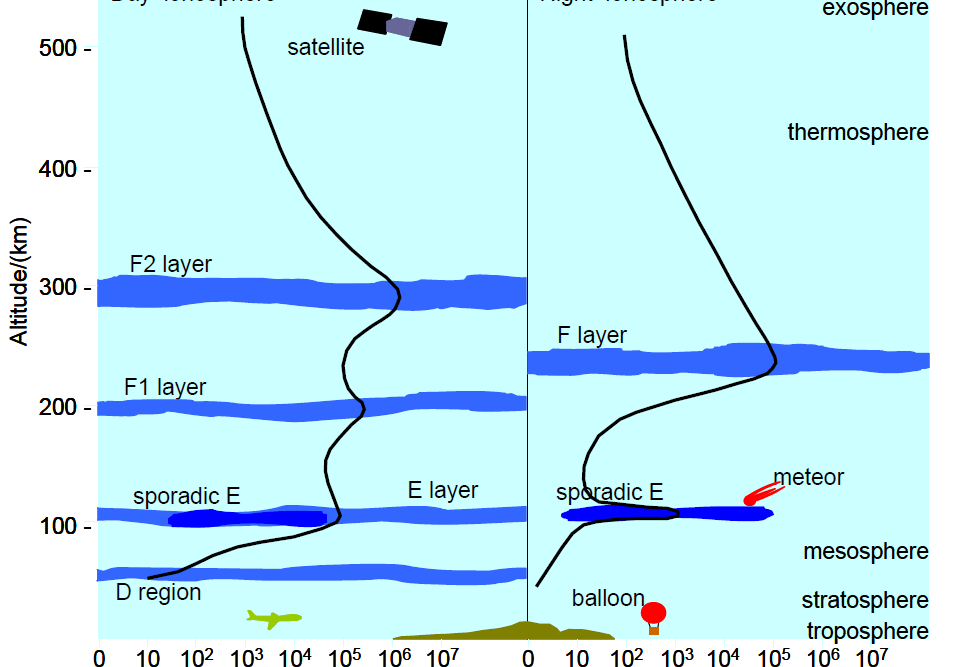 exosphere
satellite
500 -
thermosphere
400 -
Altitude/(km)
F2 layer
300 -
F layer
F1 layer
200 -
meteor
sporadic E
E layer
sporadic E
100 -
mesosphere
D region
balloon
stratosphere
troposphere
0 10 10² 10³ 10⁴ 10⁵ 10⁶ 10⁷ 0 10 10² 10³ 10⁴ 10⁵ 10⁶ 10⁷